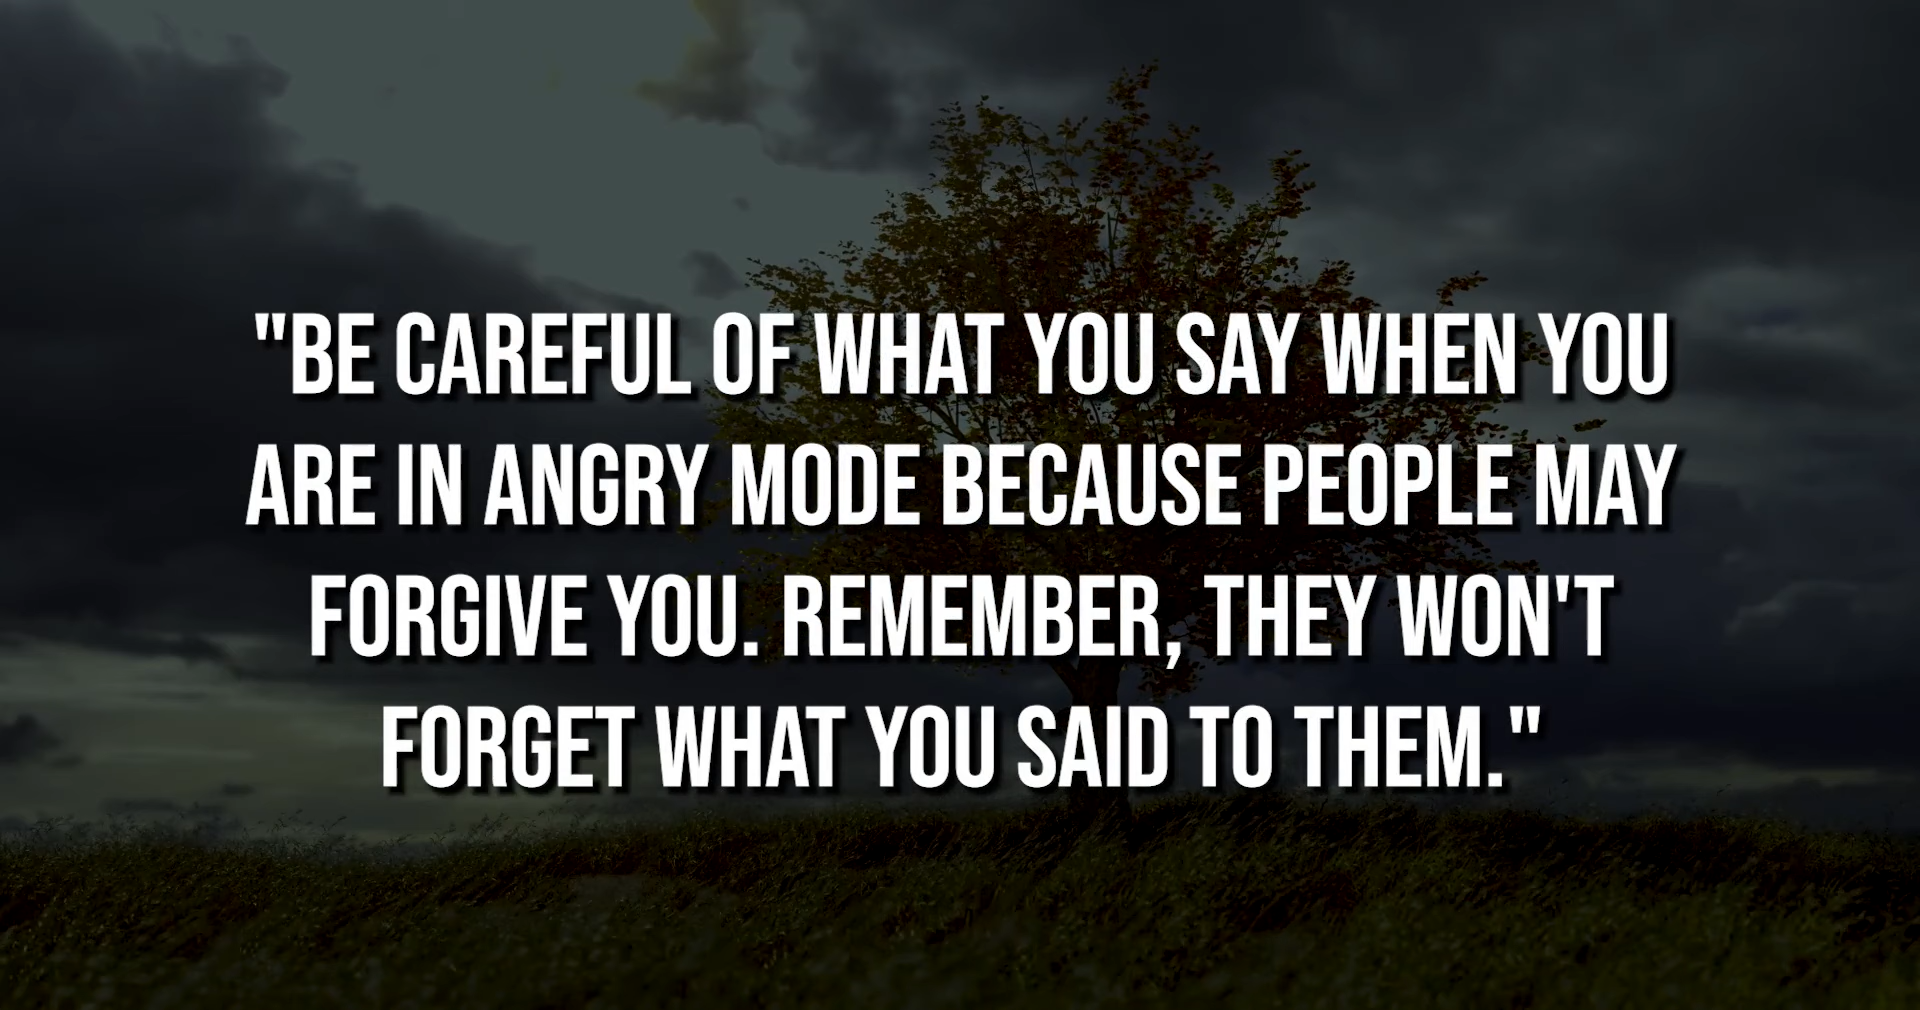 "BE CAREFUL OF WHAT YOU SAY WHEN YOU
ARE IN ANGRY MODE BECAUSE PEOPLE MAY
FORGIVE YOU. REMEMBER, THEY WON'T
FORGET WHAT YOU SAID TO THEM."